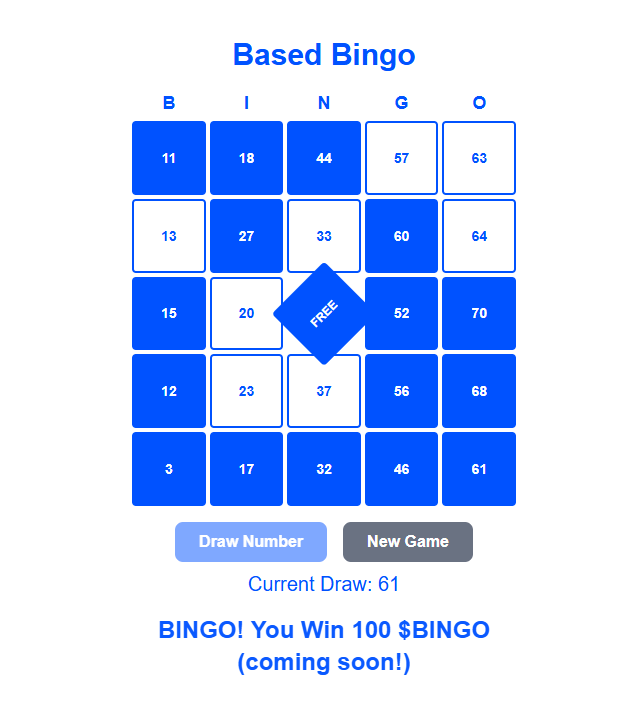 Based Bingo
B I N G O
11 18 44 57 63
13 27 33 60 64
15 20 FREE 52 70
12 23 37 56 68
3 17 32 46 61
Draw Number New Game
Current Draw: 61
BINGO! You Win 100 $BINGO
(coming soon!)